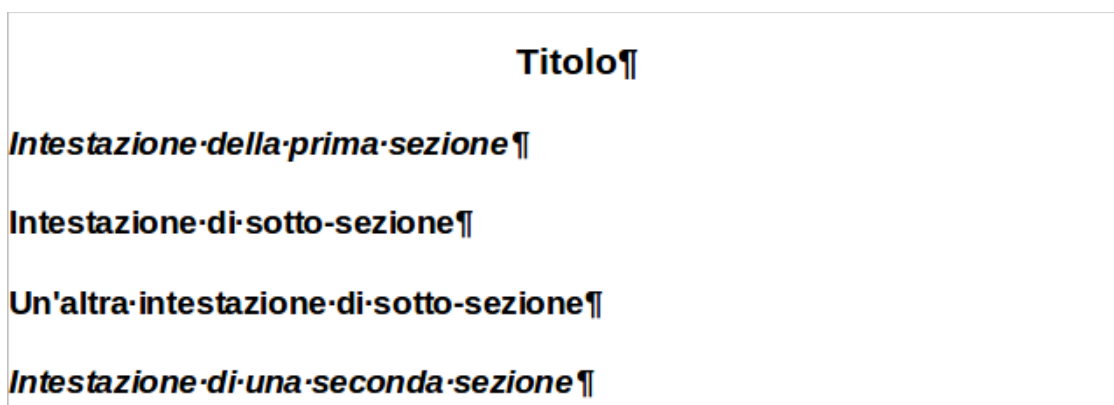 Titolo¶
Intestazione·della·prima·sezione¶
Intestazione·di·sotto-sezione¶
Un'altra·intestazione·di·sotto-sezione¶
Intestazione·di·una·seconda·sezione¶